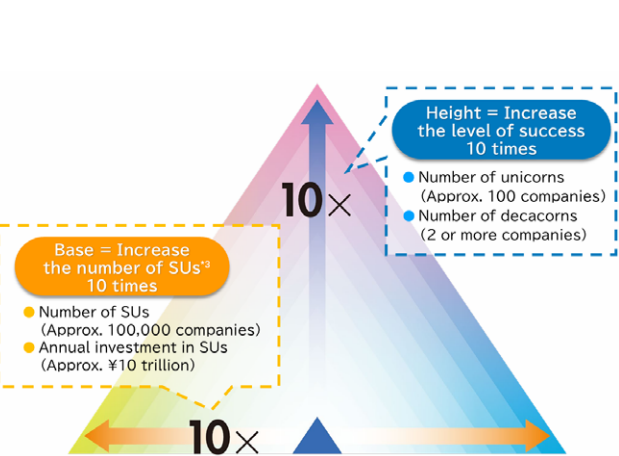 Height = Increase
the level of success
10 times
● Number of unicorns
(Approx. 100 companies)
● Number of decacorns
(2 or more companies)
10×
Base = Increase
the number of SUs*3
10 times
● Number of SUs
(Approx. 100,000 companies)
● Annual investment in SUs
(Approx. ¥10 trillion)
10×